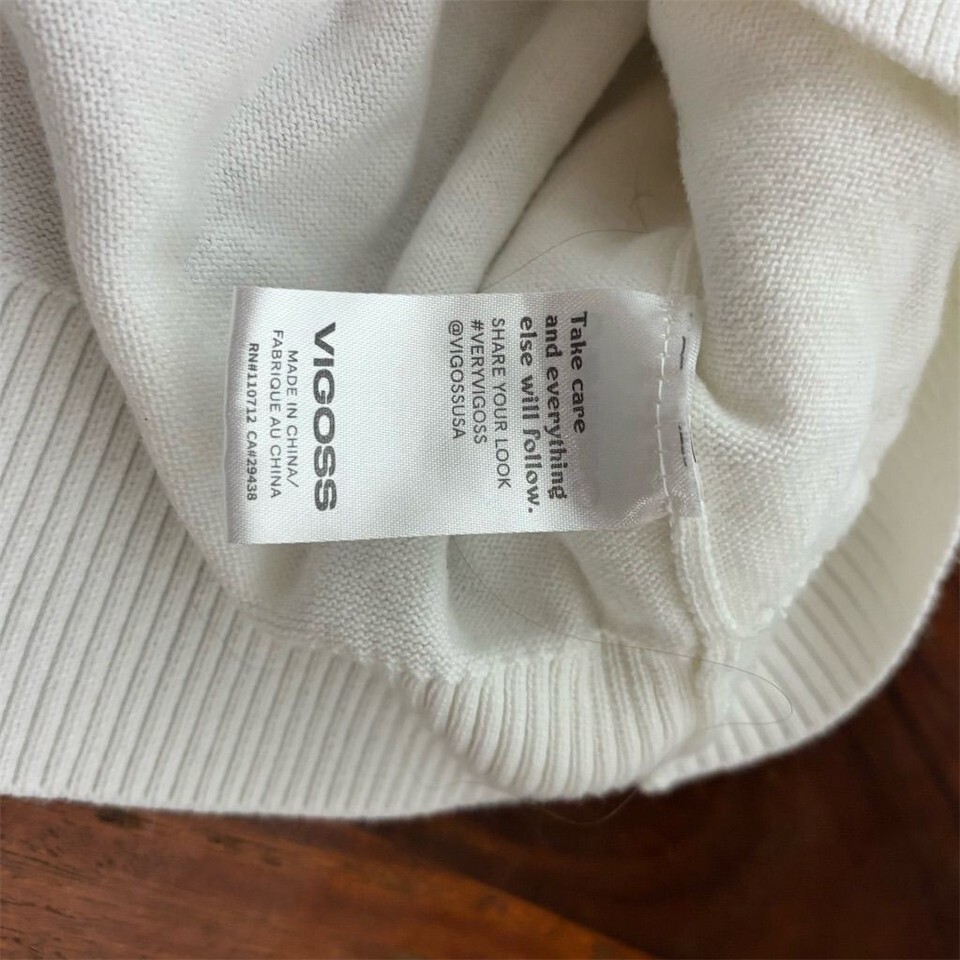 Take care
and everything
else will follow.
SHARE YOUR LOOK
#VERYVIGOSS
@VIGOSSUSA
VIGOSS
MADE IN CHINA/
FABRIQUE AU CHINA
RN#110712 CA#29438